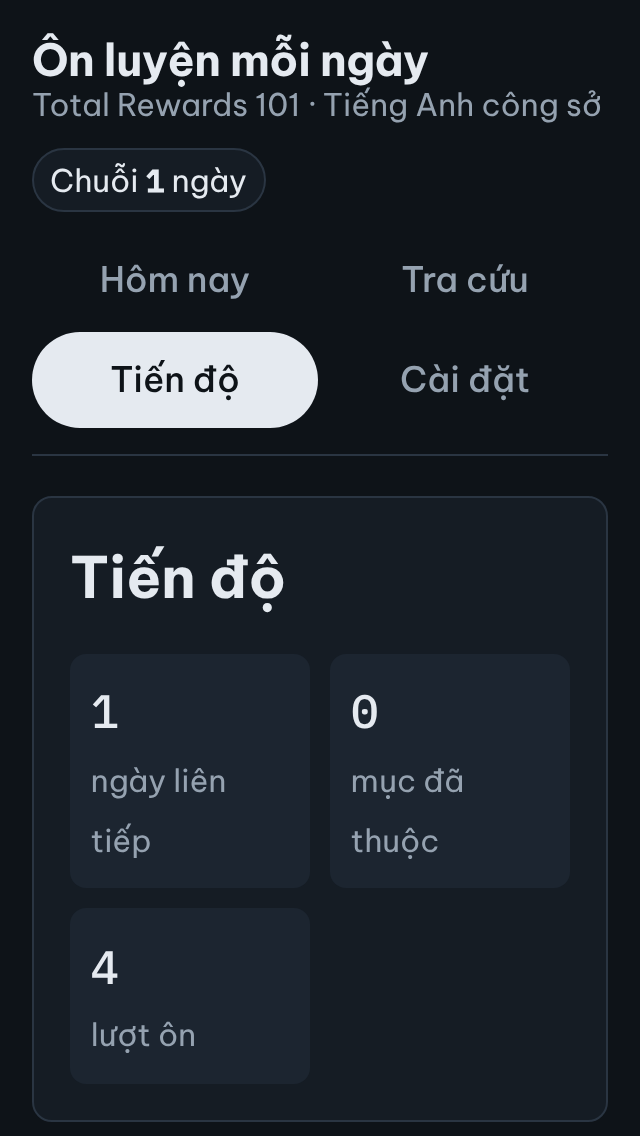 Ôn luyện mỗi ngày
Total Rewards 101 · Tiếng Anh công sở
Chuỗi 1 ngày
Hôm nay
Tra cứu
Tiến độ
Cài đặt
Tiến độ
1
ngày liên
tiếp
0
mục đã
thuộc
4
lượt ôn